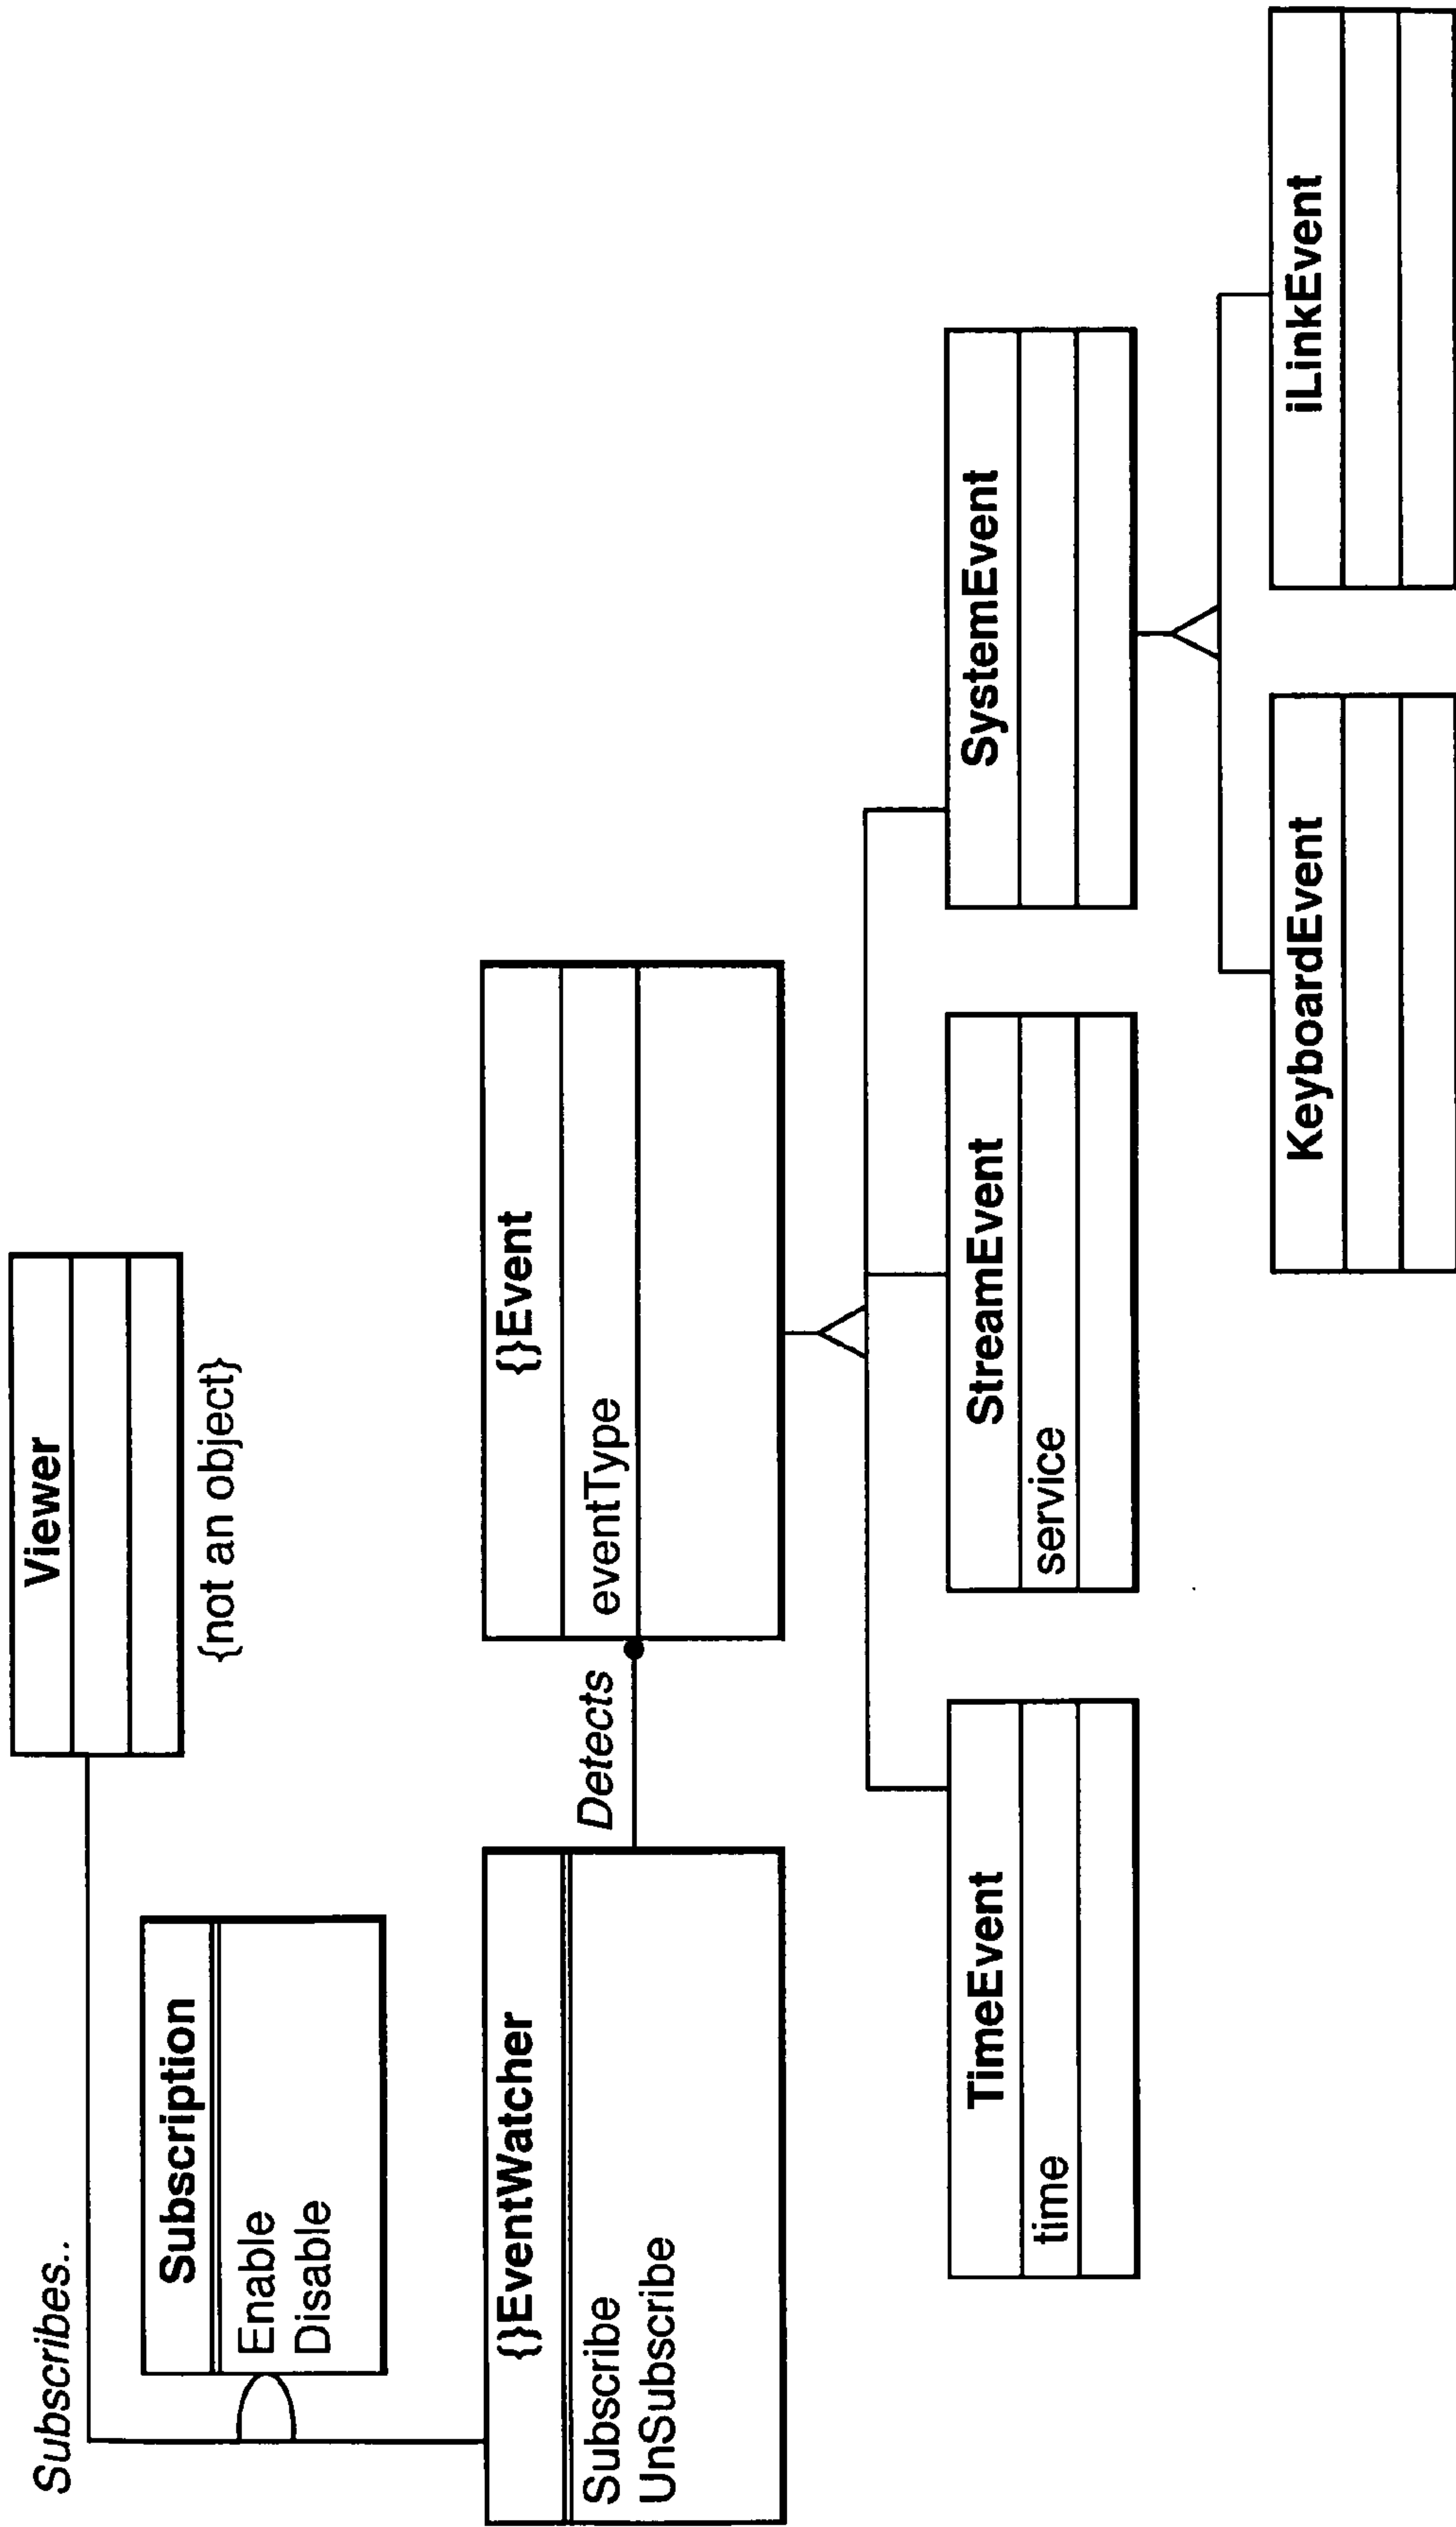 Subscribes..
Viewer
{not an object}
Subscription
Enable
Disable
{}EventWatcher
Subscribe
UnSubscribe
Detects
{}Event
eventType
TimeEvent
time
StreamEvent
service
SystemEvent
KeyboardEvent
iLinkEvent